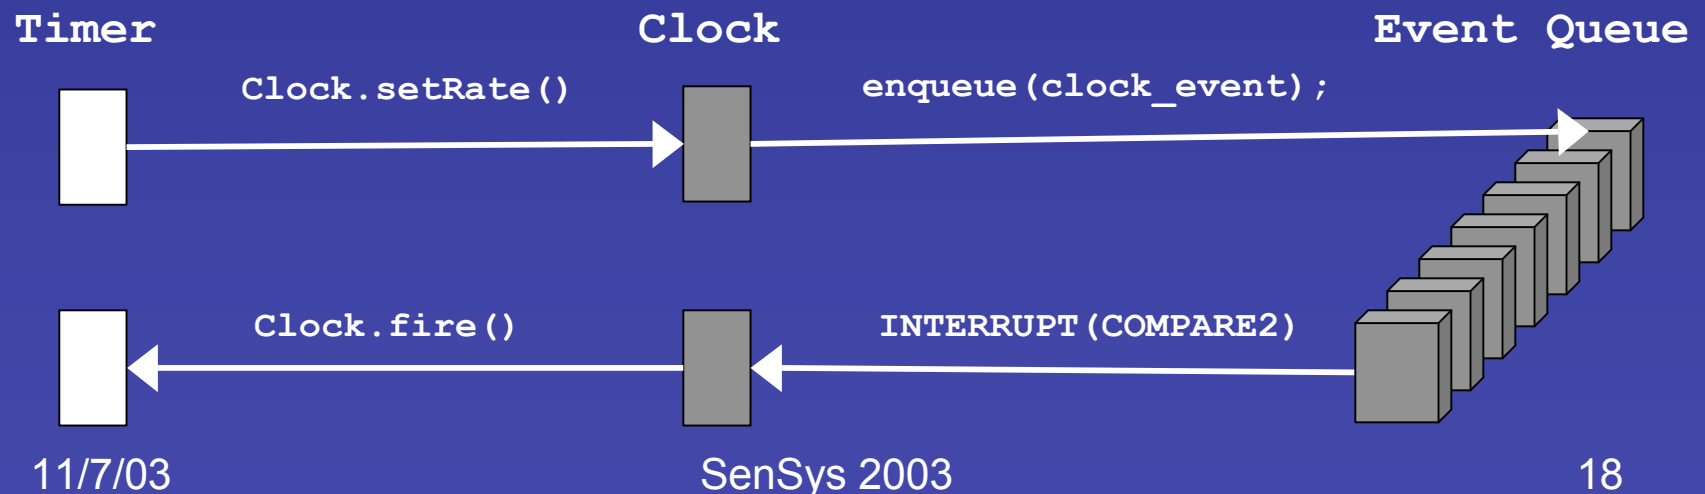 Timer Clock Event Queue
Clock.setRate() enqueue(clock_event);
Clock.fire() INTERRUPT(COMPARE2)
11/7/03 SenSys 2003 18